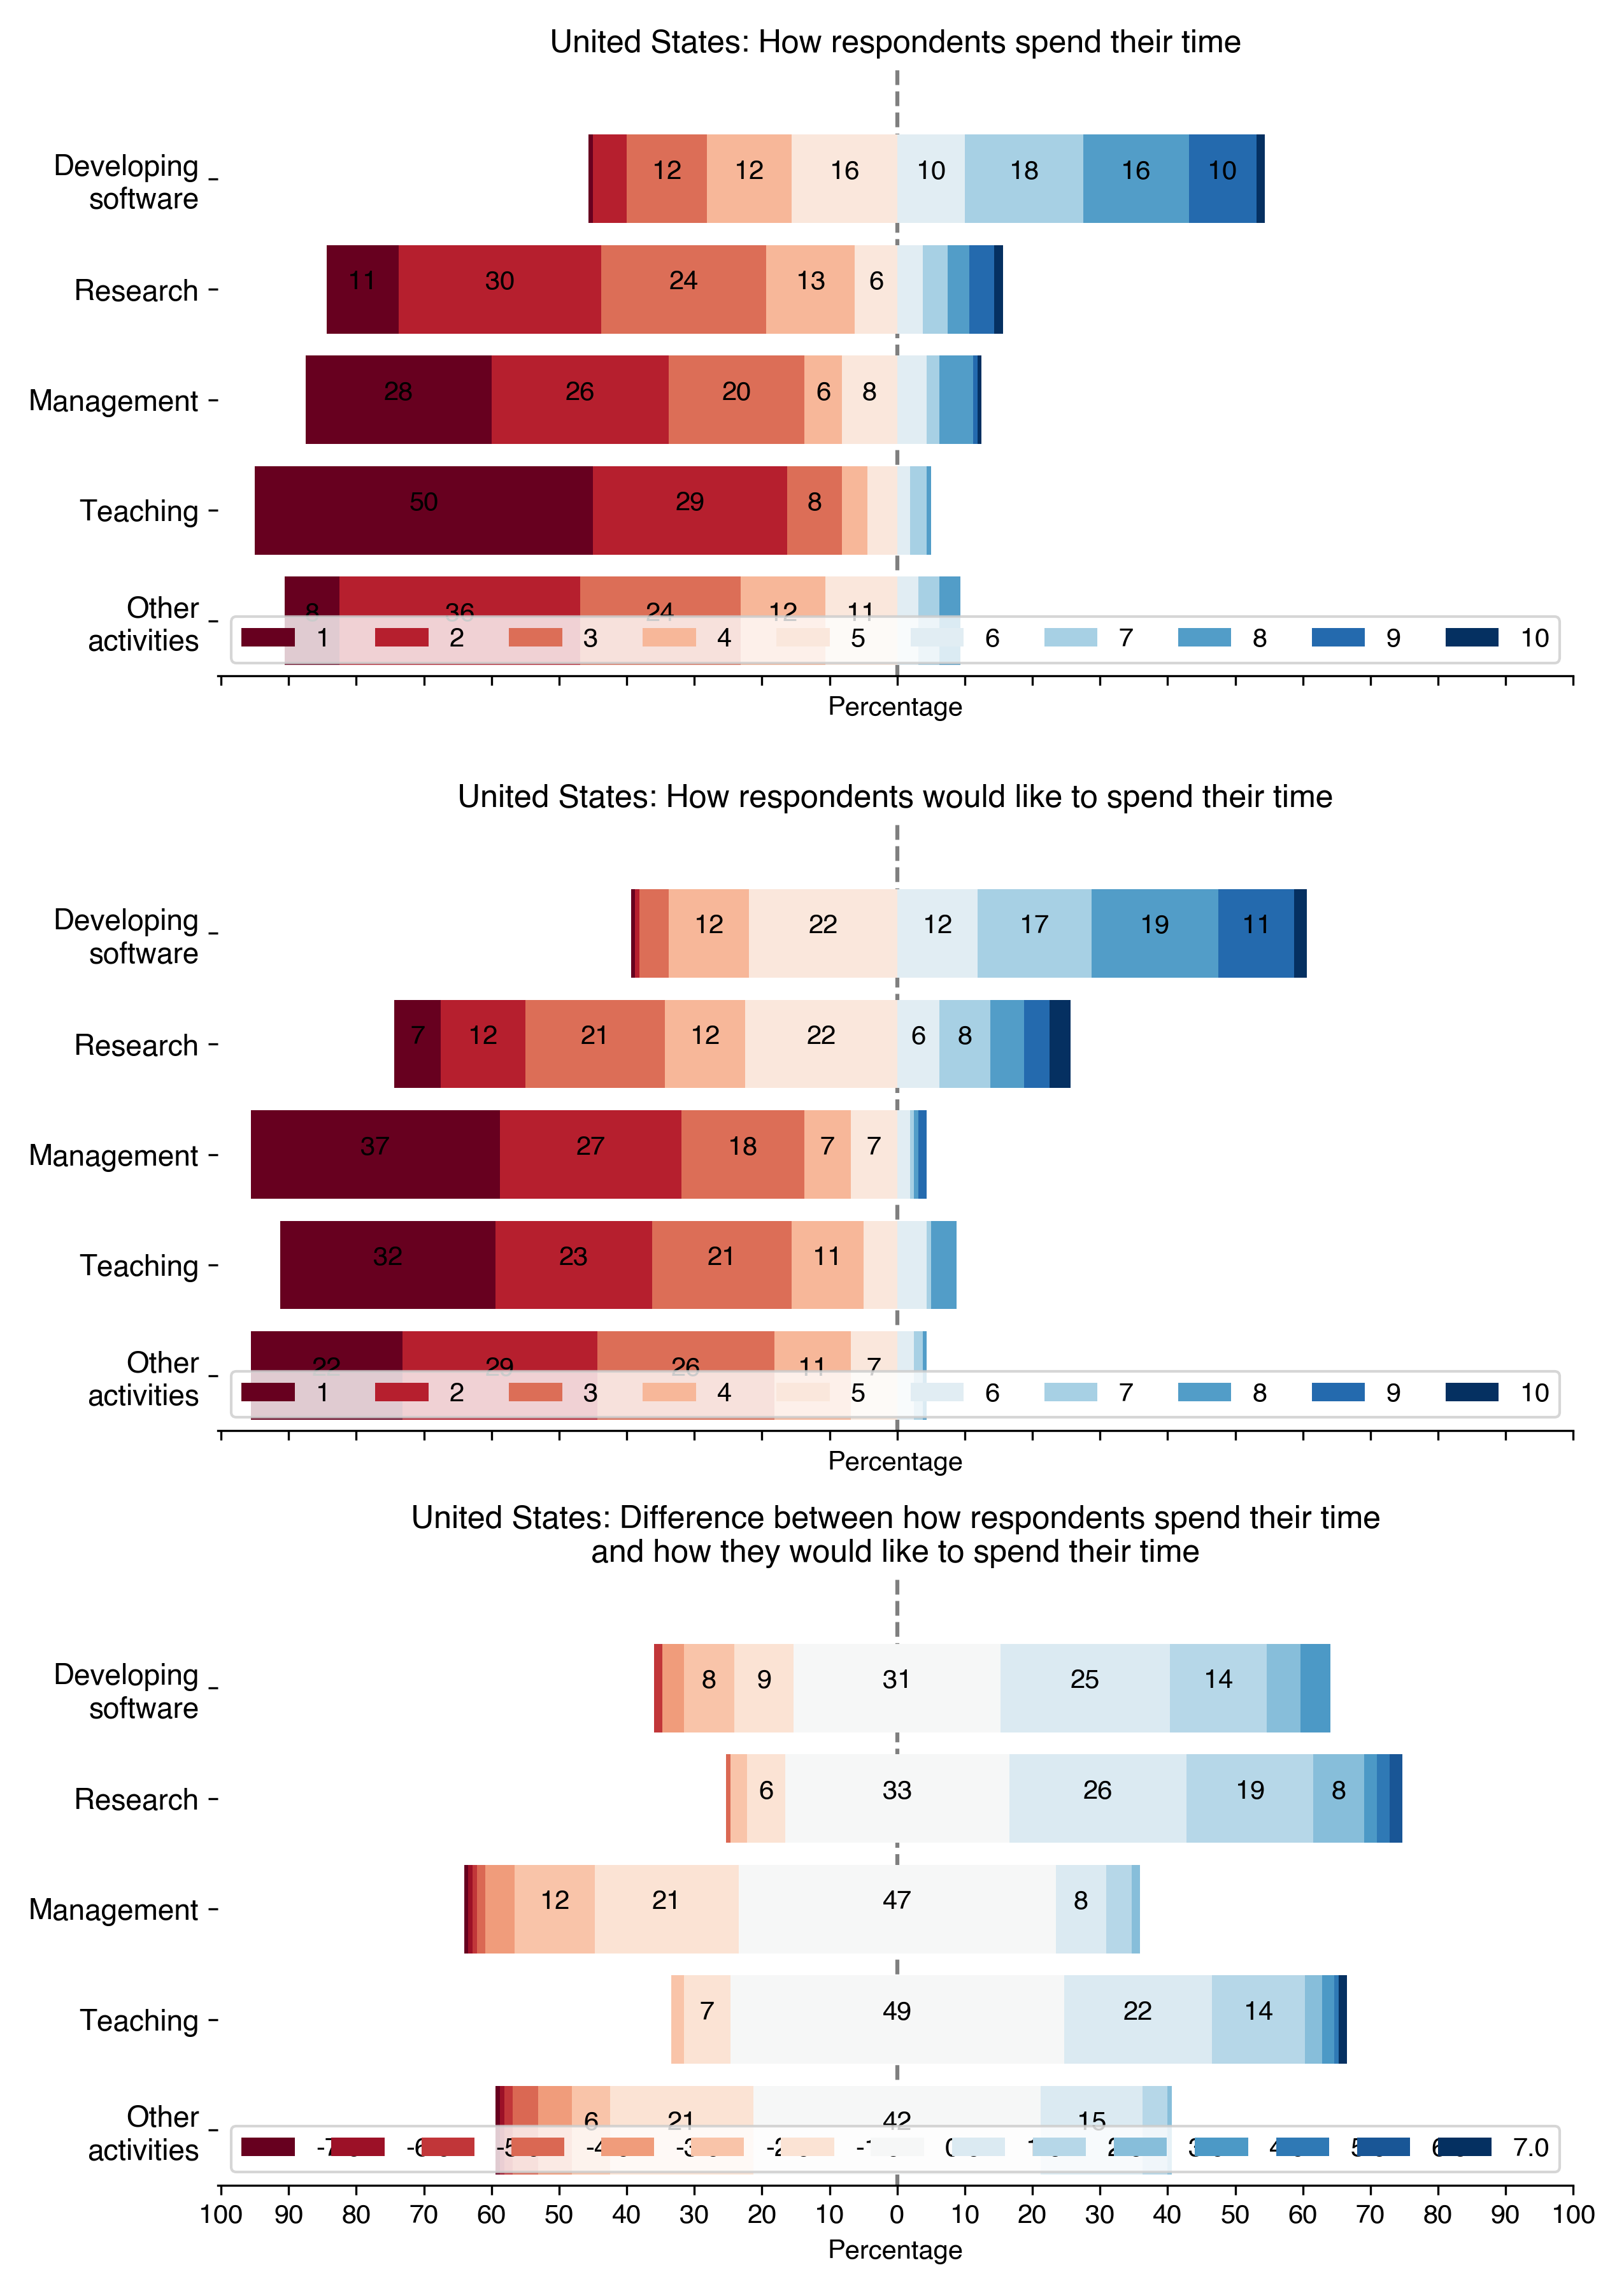 United States: How respondents spend their time
Developing
software
12 12 16 10 18 16 10
Research
11 30 24 13 6
Management
28 26 20 6 8
Teaching
50 29 8
Other
activities
8 36 24 12 11
1 2 3 4 5 6 7 8 9 10
Percentage
United States: How respondents would like to spend their time
Developing
software
12 22 12 17 19 11
Research
7 12 21 12 22 6 8
Management
37 27 18 7 7
Teaching
32 23 21 11
Other
activities
22 29 26 11 7
1 2 3 4 5 6 7 8 9 10
Percentage
United States: Difference between how respondents spend their time
and how they would like to spend their time
Developing
software
8 9 31 25 14
Research
6 33 26 19 8
Management
12 21 47 8
Teaching
7 49 22 14
Other
activities
6 21 42 15
7.0
100 90 80 70 60 50 40 30 20 10 0 10 20 30 40 50 60 70 80 90 100
Percentage